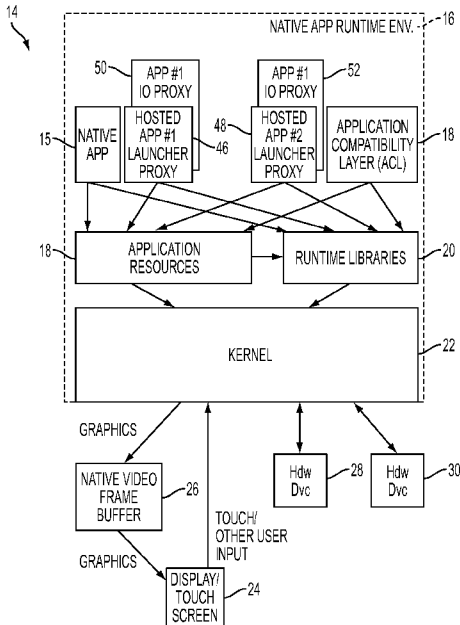 14
NATIVE APP RUNTIME ENV.
16
50
APP #1
IO PROXY
APP #1
IO PROXY
52
15
NATIVE
APP
HOSTED
APP #1
LAUNCHER
PROXY
46
48
HOSTED
APP #2
LAUNCHER
PROXY
APPLICATION
COMPATIBILITY
LAYER (ACL)
18
18
APPLICATION
RESOURCES
RUNTIME LIBRARIES
20
KERNEL
22
GRAPHICS
NATIVE VIDEO
FRAME
BUFFER
26
TOUCH/
OTHER USER
INPUT
Hdw
Dvc
28
Hdw
Dvc
30
GRAPHICS
DISPLAY/
TOUCH
SCREEN
24